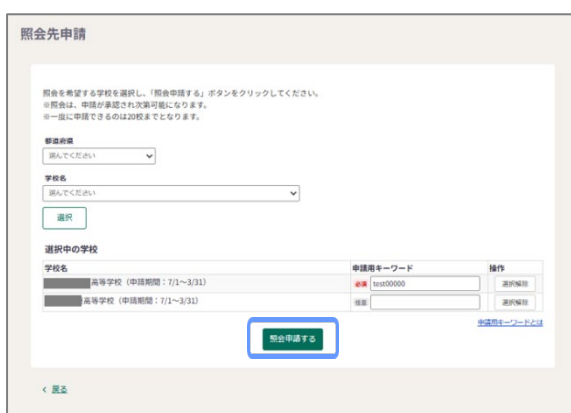 照会先申請
照会を希望する学校を選択し、「照会申請する」ボタンをクリックしてください。
※照会は、申請が承認され次第可能になります。
※一度に申請できるのは20校までとなります。
都道府県
選んでください
学校名
選んでください
選択
選択中の学校
学校名 申請用キーワード 操作
高等学校（申請期間：7/1～3/31） 必須 test00000 選択解除
高等学校（申請期間：7/1～3/31） 任意 選択解除
申請用キーワードとは
照会申請する
< 戻る